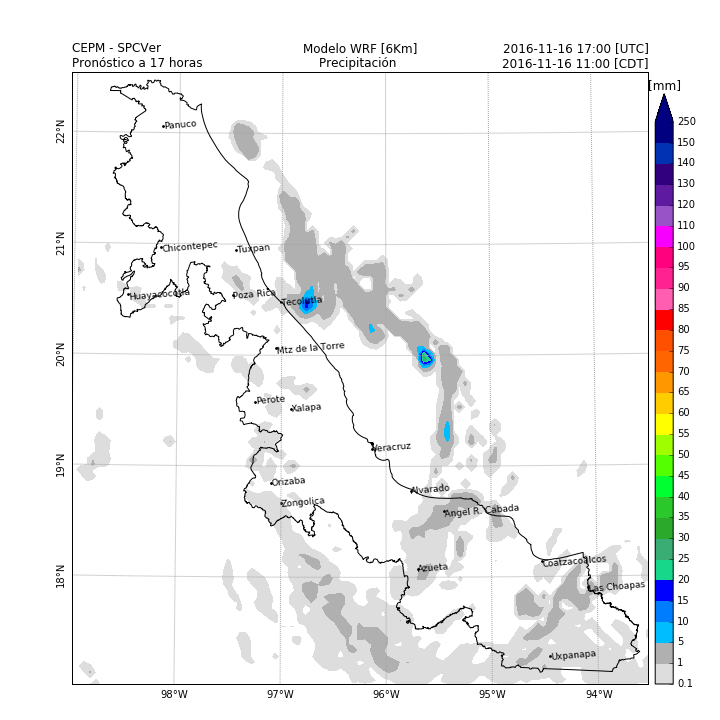 CEPM - SPCVer
Modelo WRF [6Km]
2016-11-16 17:00 [UTC]
Pronóstico a 17 horas
Precipitación
2016-11-16 11:00 [CDT]
[mm]
250
150
140
130
120
110
100
95
90
85
80
75
70
65
60
55
50
45
40
35
30
25
20
15
10
5
1
0.1
22°N
21°N
20°N
19°N
18°N
Panuco
Chicontepec
Tuxpan
Huayacocotla
Poza Rica
Tecolutla
Mtz de la Torre
Perote
Xalapa
Veracruz
Orizaba
Zongolica
Alvarado
Angel R. Cabada
Azueta
Coatzacoalcos
Las Choapas
Uxpanapa
98°W
97°W
96°W
95°W
94°W